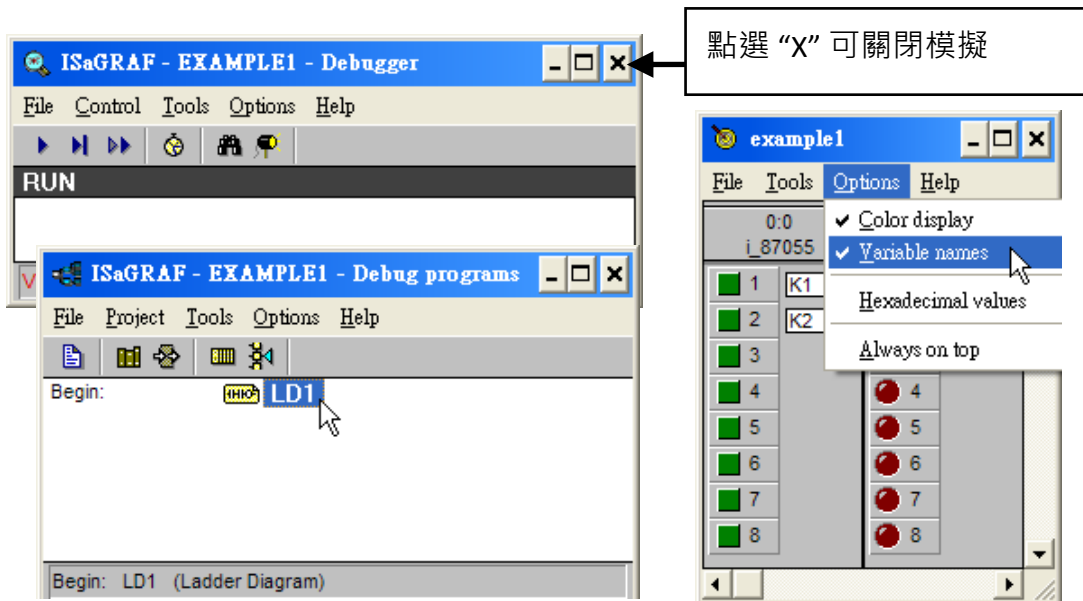 點選 “X” 可關閉模擬
ISaGRAF - EXAMPLE1 - Debugger
File Control Tools Options Help
RUN
V
ISaGRAF - EXAMPLE1 - Debug programs
File Project Tools Options Help
Begin: LD1
Begin: LD1 (Ladder Diagram)
example1
File Tools Options Help
0:0
i_87055
Color display
Variable names
Hexadecimal values
Always on top
1 K1
2 K2
3
4 4
5 5
6 6
7 7
8 8